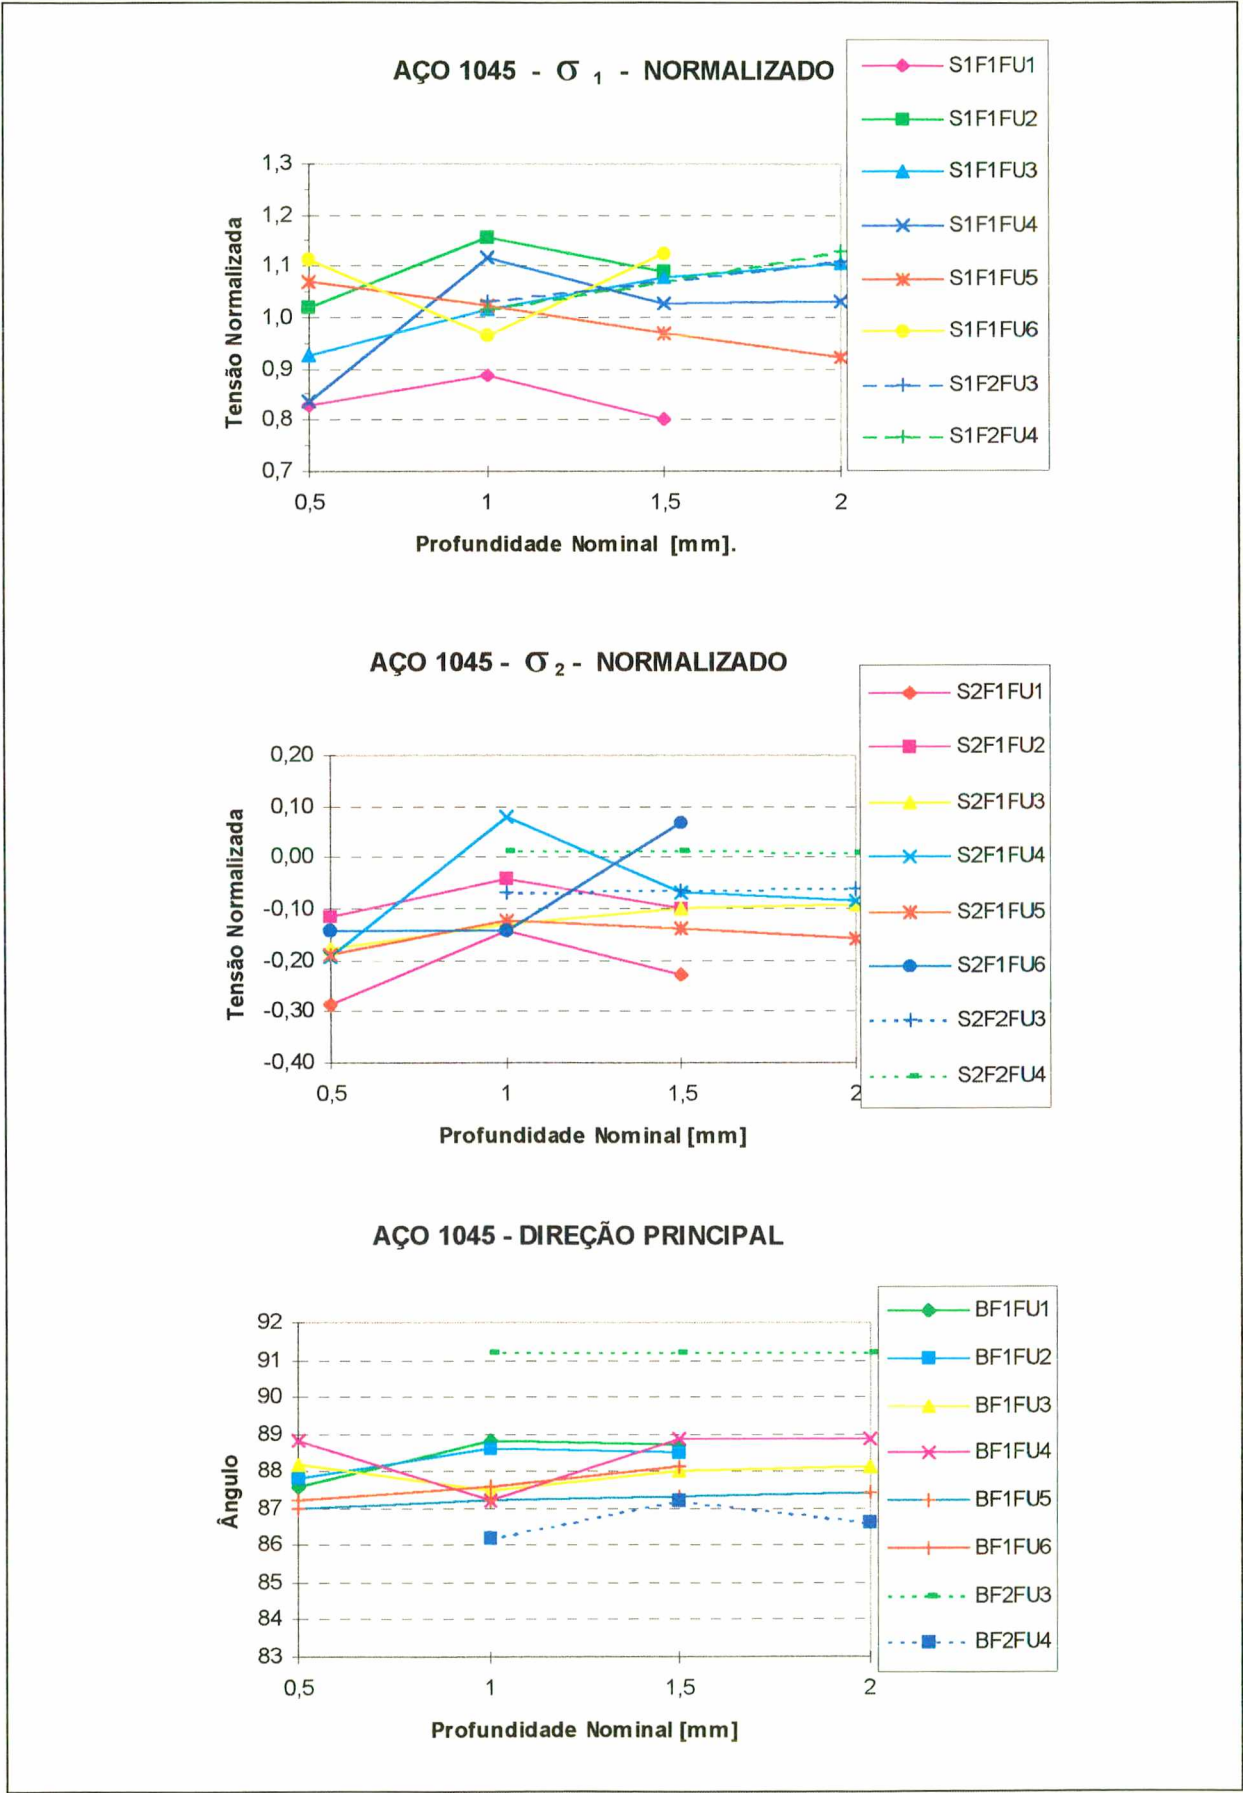 AÇO 1045 - σ 1 - NORMALIZADO
S1F1FU1
S1F1FU2
S1F1FU3
S1F1FU4
S1F1FU5
S1F1FU6
S1F2FU3
S1F2FU4
Tensão Normalizada
1,3
1,2
1,1
1,0
0,9
0,8
0,7
0,5 1 1,5 2
Profundidade Nominal [mm].
AÇO 1045 - σ 2 - NORMALIZADO
S2F1FU1
S2F1FU2
S2F1FU3
S2F1FU4
S2F1FU5
S2F1FU6
S2F2FU3
S2F2FU4
Tensão Normalizada
0,20
0,10
0,00
-0,10
-0,20
-0,30
-0,40
0,5 1 1,5 2
Profundidade Nominal [mm]
AÇO 1045 - DIREÇÃO PRINCIPAL
BF1FU1
BF1FU2
BF1FU3
BF1FU4
BF1FU5
BF1FU6
BF2FU3
BF2FU4
Ângulo
92
91
90
89
88
87
86
85
84
83
0,5 1 1,5 2
Profundidade Nominal [mm]